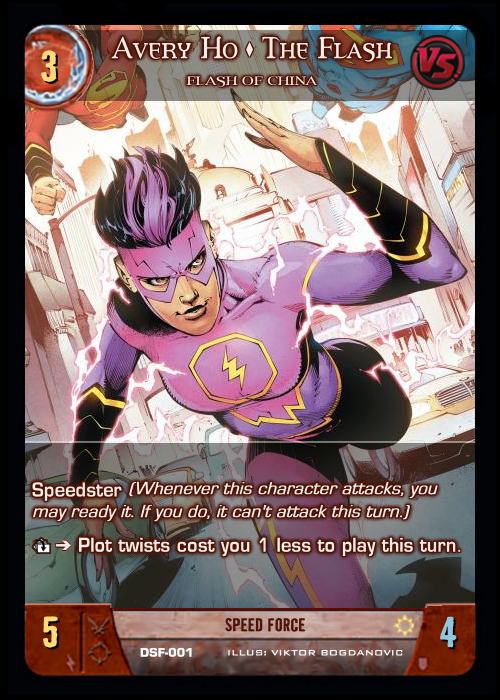 3
AVERY HO ♦ THE FLASH
VS.
FLASH OF CHINA
Speedster (Whenever this character attacks, you
may ready it. If you do, it can't attack this turn.)
➔ Plot twists cost you 1 less to play this turn.
5
SPEED FORCE
4
DSF-001 ILLUS: VIKTOR BOGDANOVIC